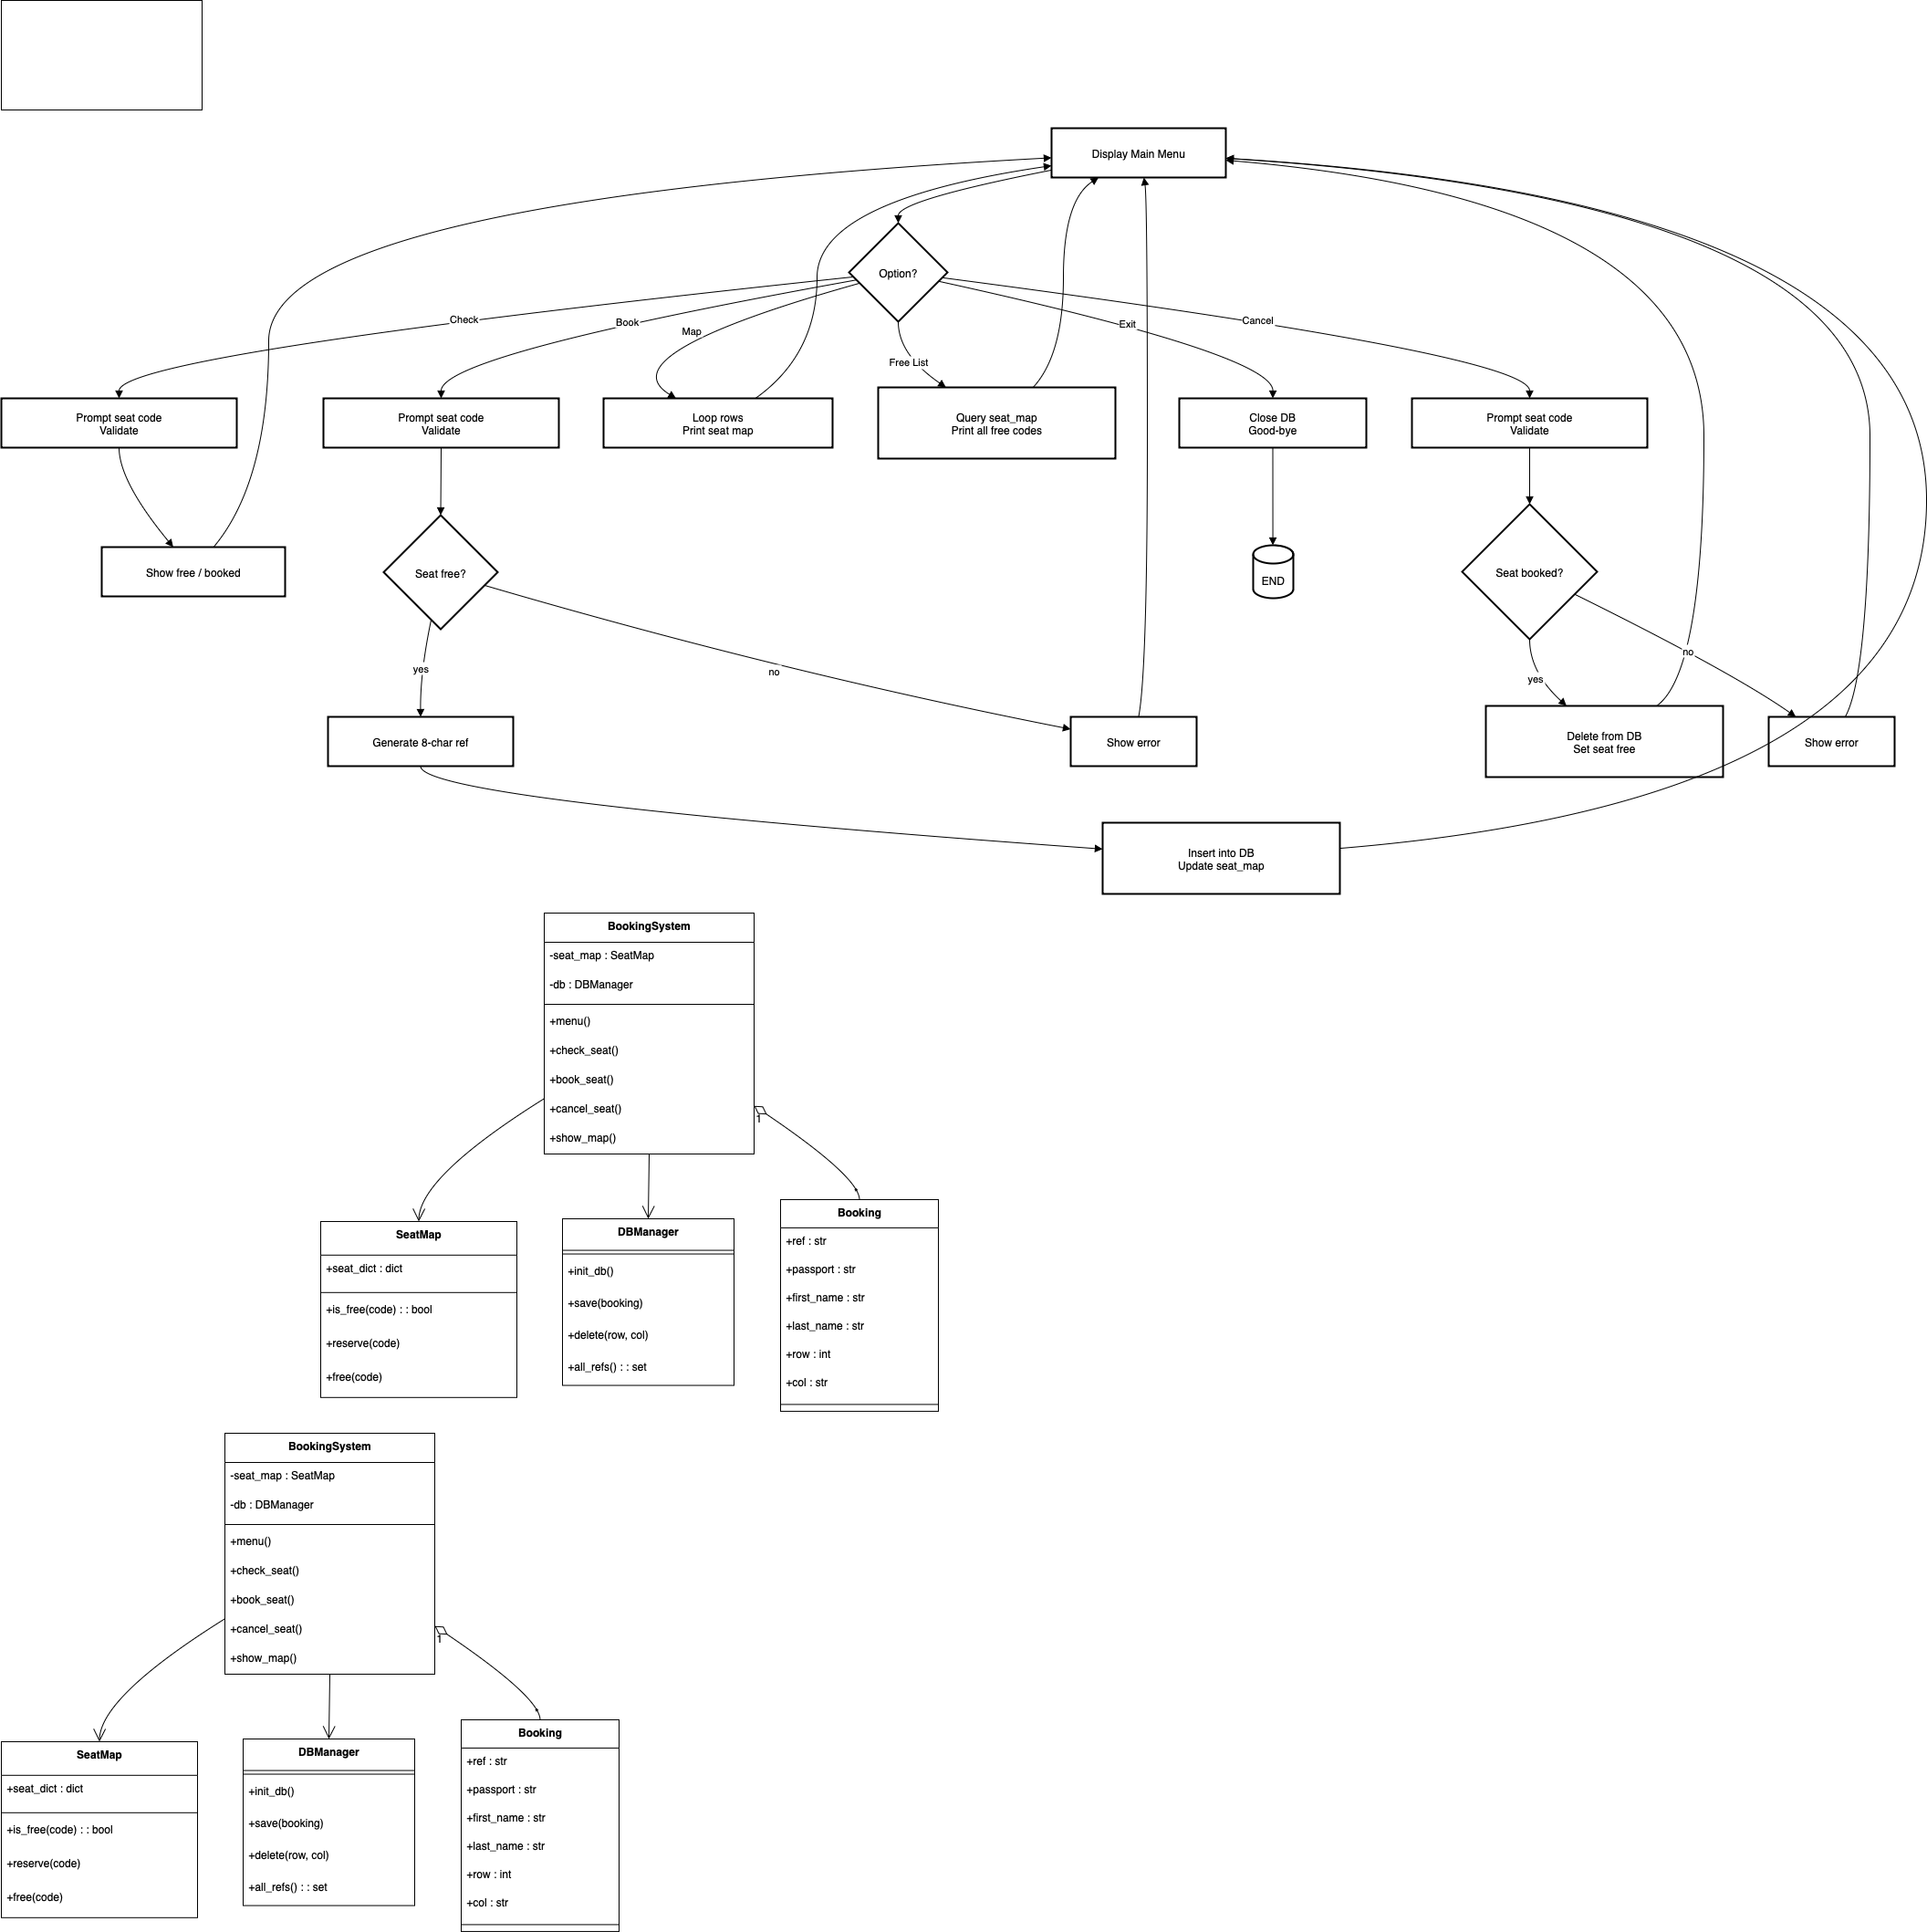 Display Main Menu
Option?
Check
Book
Map
Free List
Exit
Cancel
Prompt seat code
Validate
Prompt seat code
Validate
Loop rows
Print seat map
Query seat_map
Print all free codes
Close DB
Good-bye
Prompt seat code
Validate
Show free / booked
Seat free?
END
Seat booked?
yes
no
yes
no
Generate 8-char ref
Show error
Delete from DB
Set seat free
Show error
Insert into DB
Update seat_map
BookingSystem
-seat_map : SeatMap
-db : DBManager
+menu()
+check_seat()
+book_seat()
+cancel_seat()
+show_map()
1
*
SeatMap
+seat_dict : dict
+is_free(code) : : bool
+reserve(code)
+free(code)
DBManager
+init_db()
+save(booking)
+delete(row, col)
+all_refs() : : set
Booking
+ref : str
+passport : str
+first_name : str
+last_name : str
+row : int
+col : str
BookingSystem
-seat_map : SeatMap
-db : DBManager
+menu()
+check_seat()
+book_seat()
+cancel_seat()
+show_map()
1
*
SeatMap
+seat_dict : dict
+is_free(code) : : bool
+reserve(code)
+free(code)
DBManager
+init_db()
+save(booking)
+delete(row, col)
+all_refs() : : set
Booking
+ref : str
+passport : str
+first_name : str
+last_name : str
+row : int
+col : str